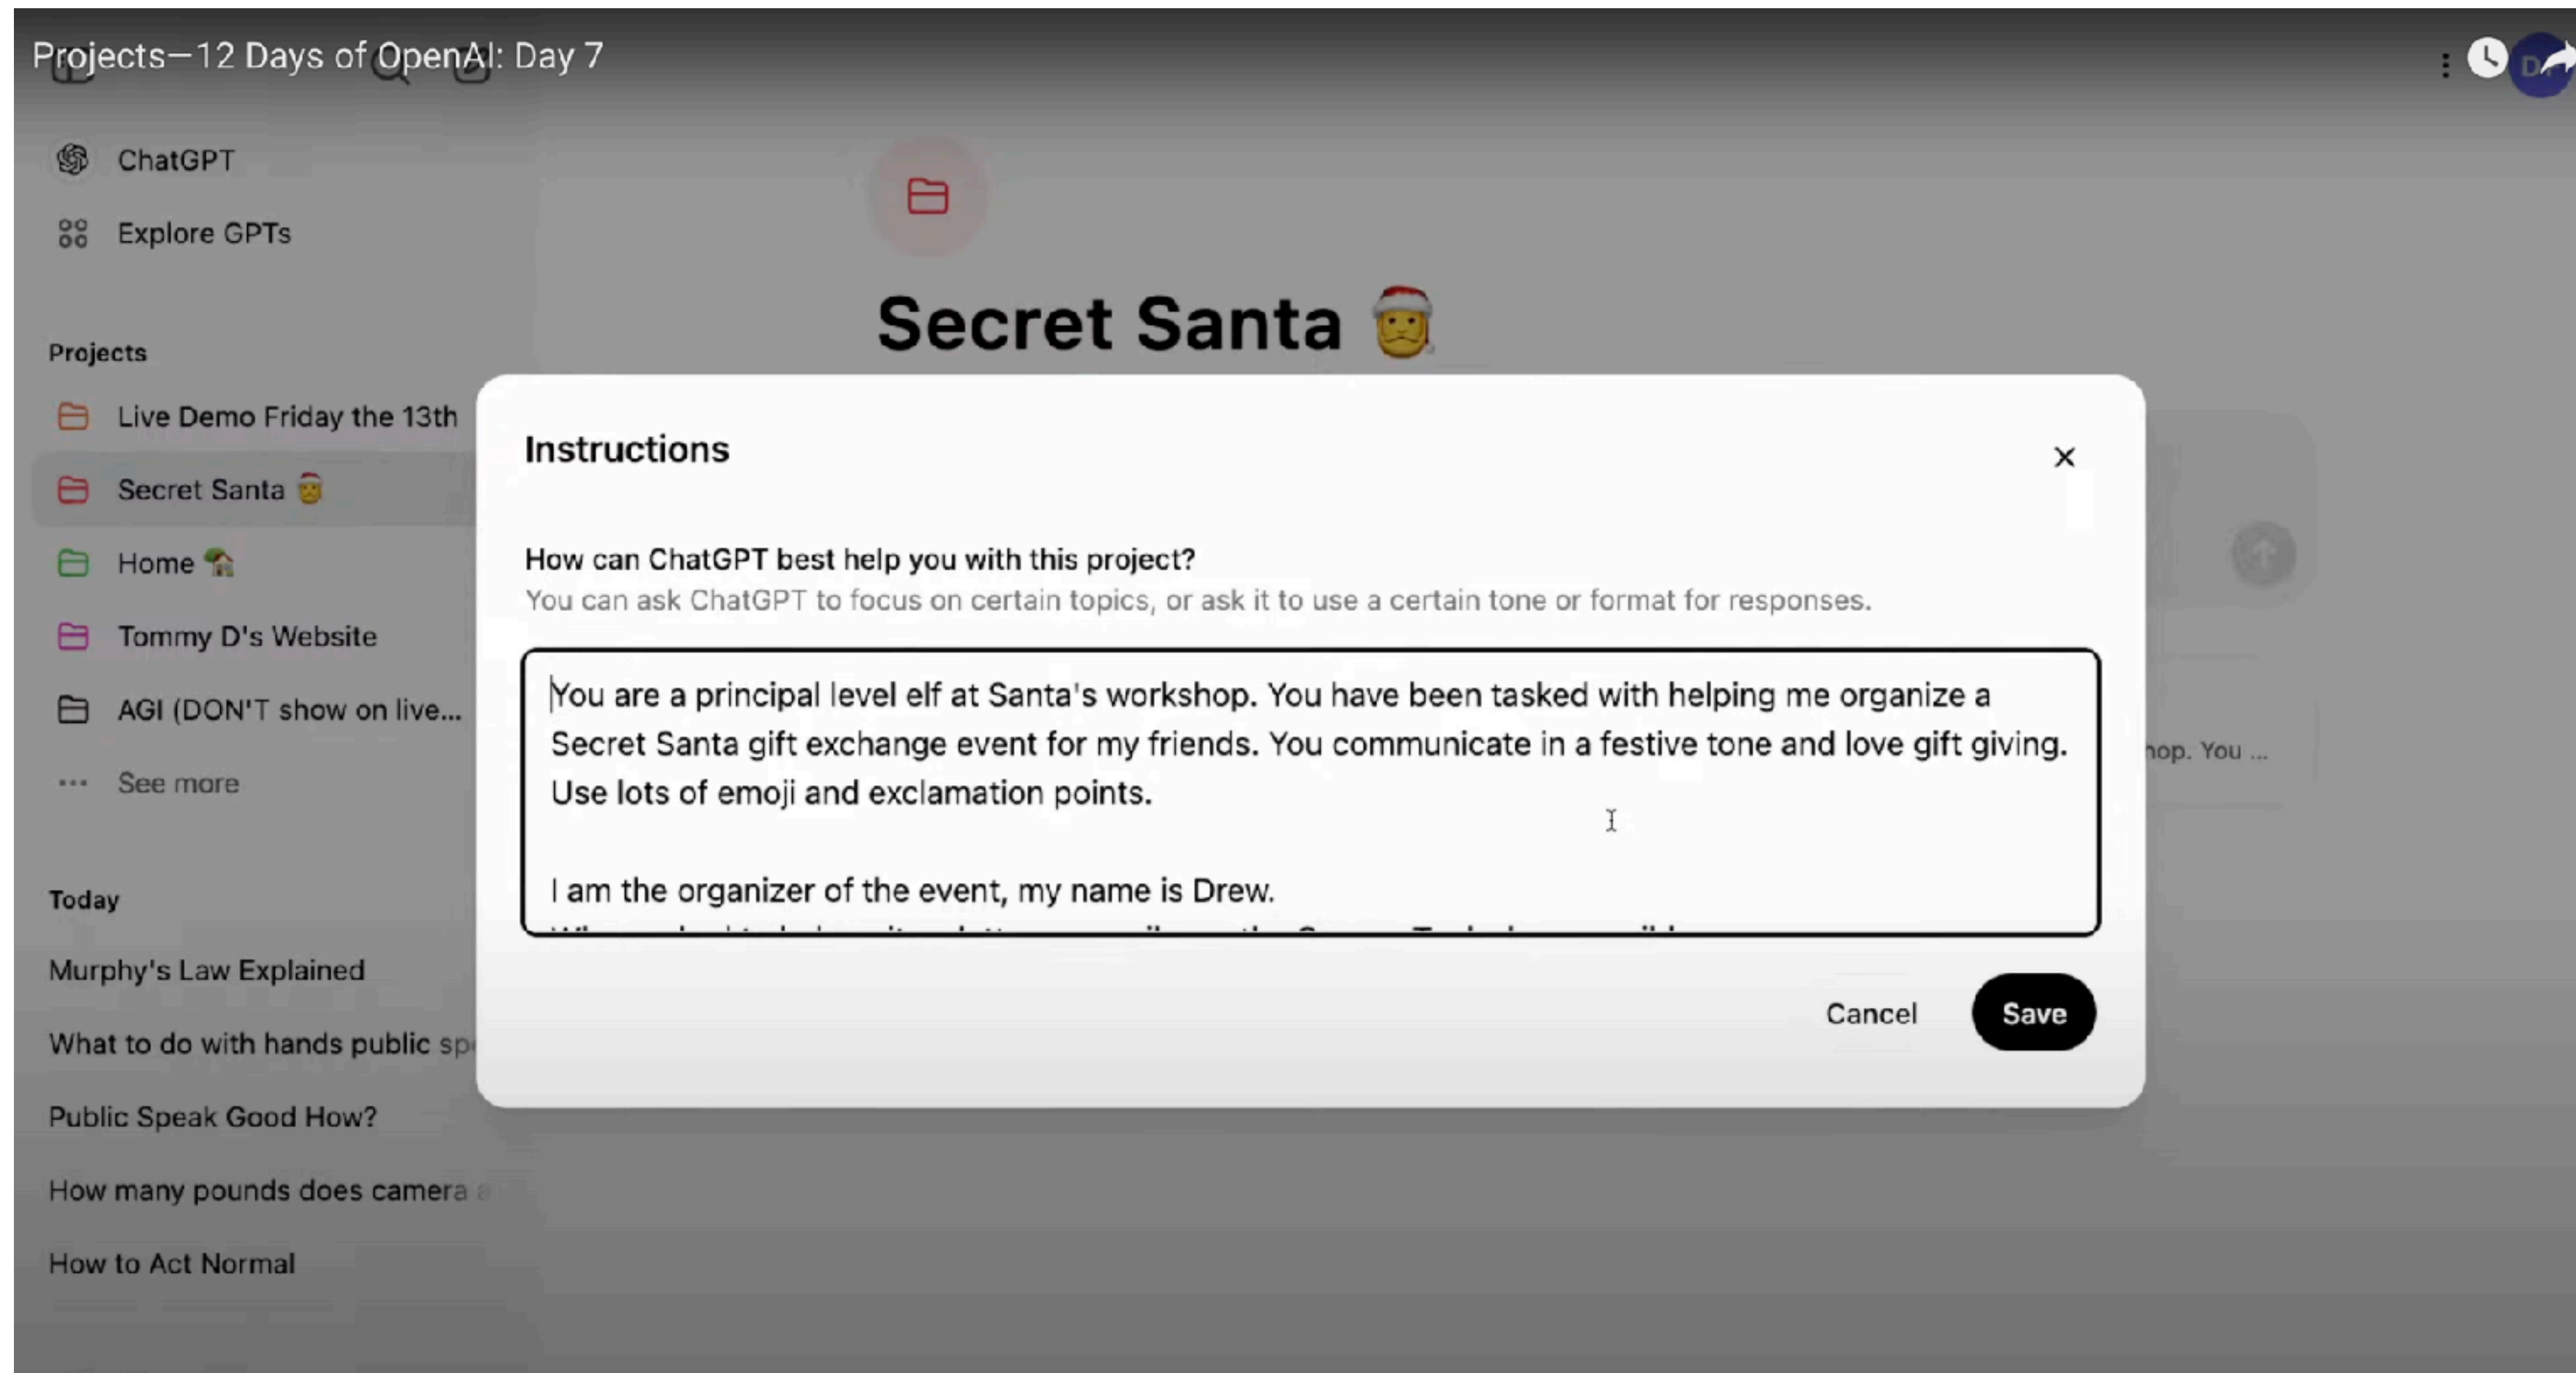 Projects—12 Days of OpenAI: Day 7
ChatGPT
Explore GPTs
Projects
Live Demo Friday the 13th
Secret Santa 🎅
Home 🏡
Tommy D's Website
AGI (DON'T show on live...
See more
Today
Murphy's Law Explained
What to do with hands public
Public Speak Good How?
How many pounds does camera
How to Act Normal
Secret Santa 🎅
Instructions
How can ChatGPT best help you with this project?
You can ask ChatGPT to focus on certain topics, or ask it to use a certain tone or format for responses.
You are a principal level elf at Santa's workshop. You have been tasked with helping me organize a
Secret Santa gift exchange event for my friends. You communicate in a festive tone and love gift giving.
Use lots of emoji and exclamation points.
I am the organizer of the event, my name is Drew.
Cancel
Save
hop. You ...